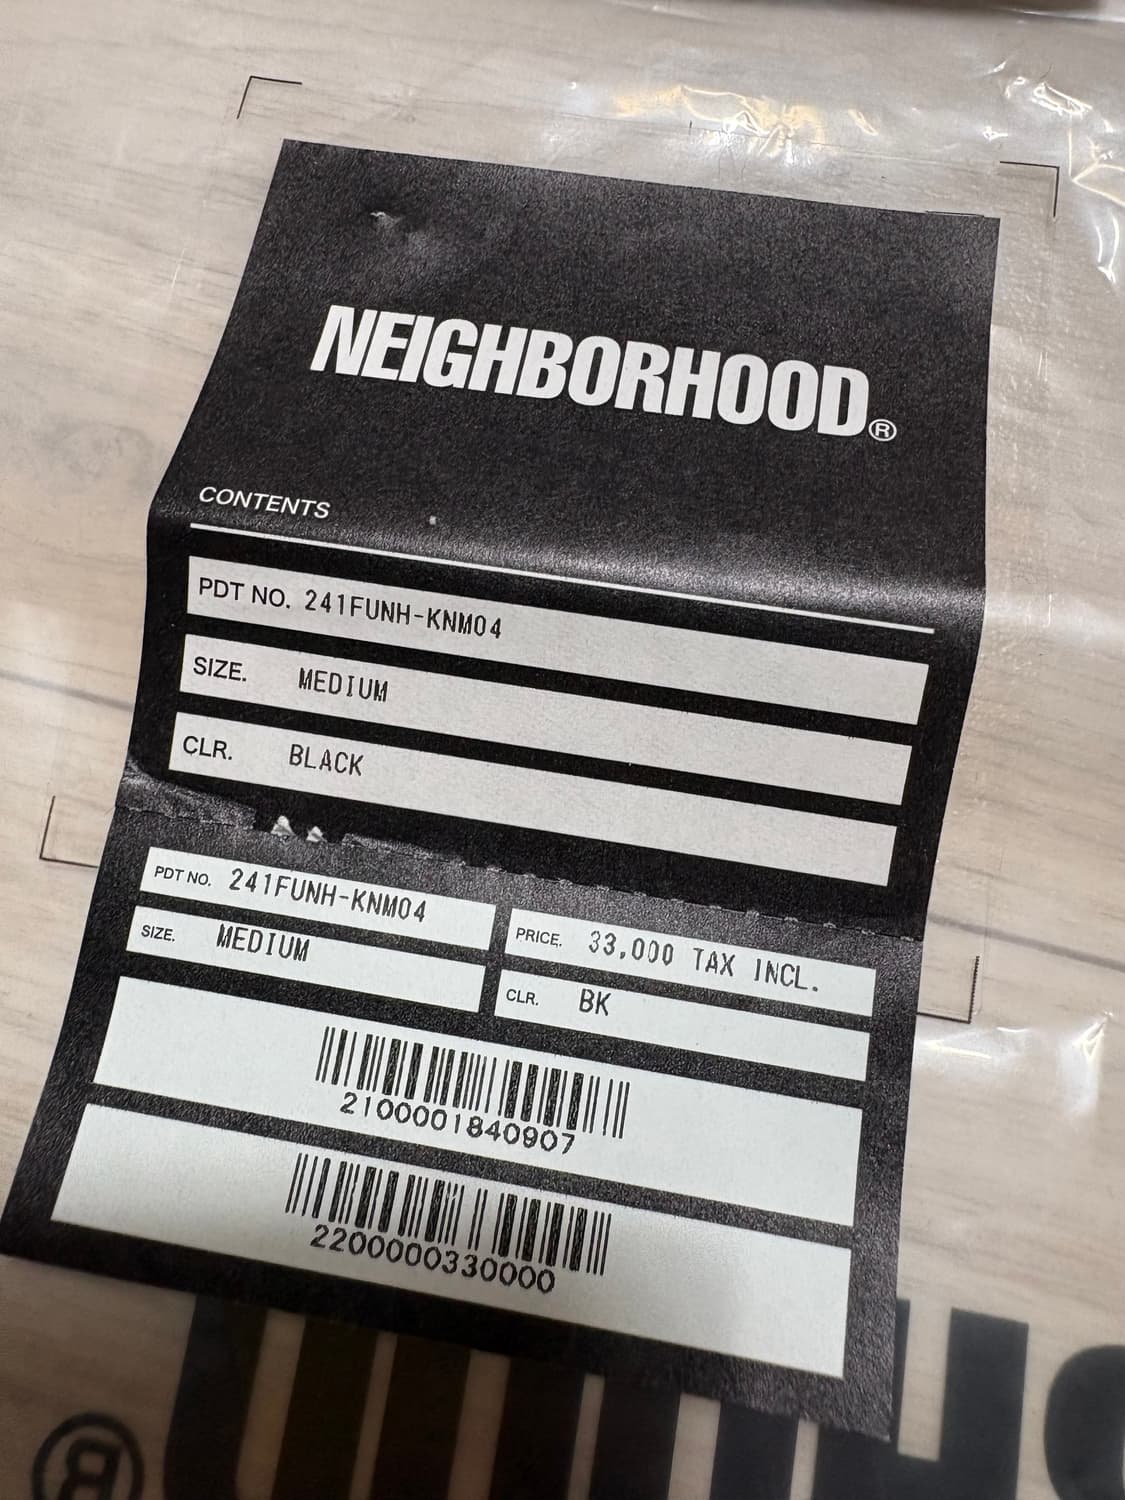 NEIGHBORHOOD®
CONTENTS
PDT NO. 241FUNH-KNM04
SIZE. MEDIUM
CLR. BLACK
PDT NO. 241FUNH-KNM04
PRICE. 33,000 TAX INCL.
SIZE. MEDIUM
CLR. BK
2100001840907
2200000330000